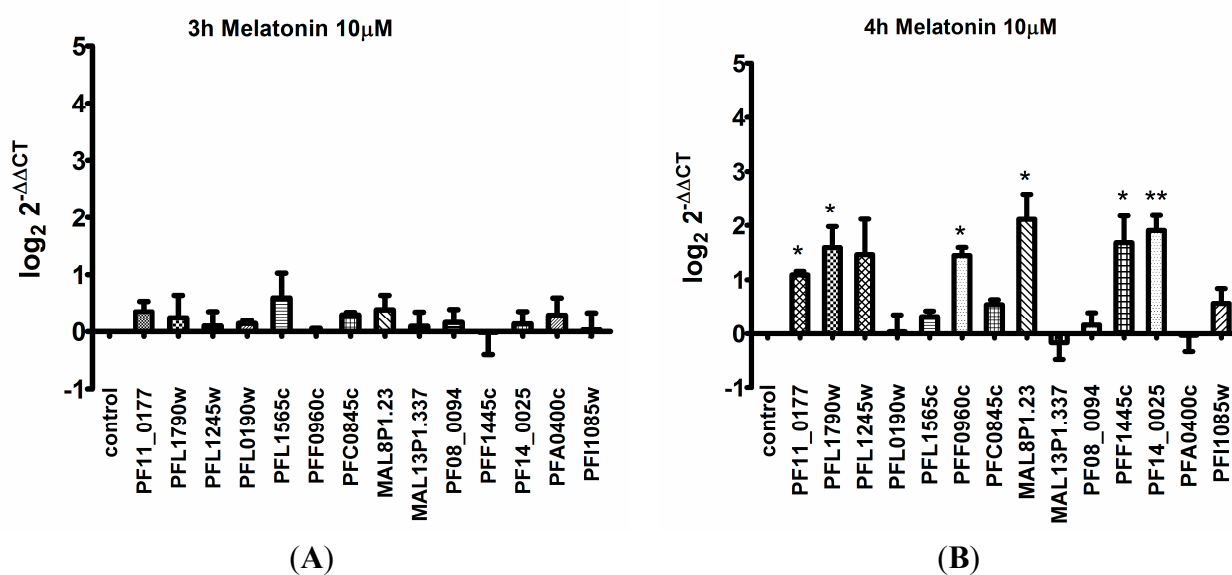 3h Melatonin 10μM
log₂ 2^-ΔΔCT
5
4
3
2
1
0
-1
control
PF11_0177
PFL1790w
PFL1245w
PFL0190w
PFL1565c
PFF0960c
PFC0845c
MAL8P1.23
MAL13P1.337
PF08_0094
PFF1445c
PF14_0025
PFA0400c
PFI1085w
(A)
4h Melatonin 10μM
log₂ 2^-ΔΔCT
5
4
3
2
1
0
-1
*
*
*
*
*
**
control
PF11_0177
PFL1790w
PFL1245w
PFL0190w
PFL1565c
PFF0960c
PFC0845c
MAL8P1.23
MAL13P1.337
PF08_0094
PFF1445c
PF14_0025
PFA0400c
PFI1085w
(B)